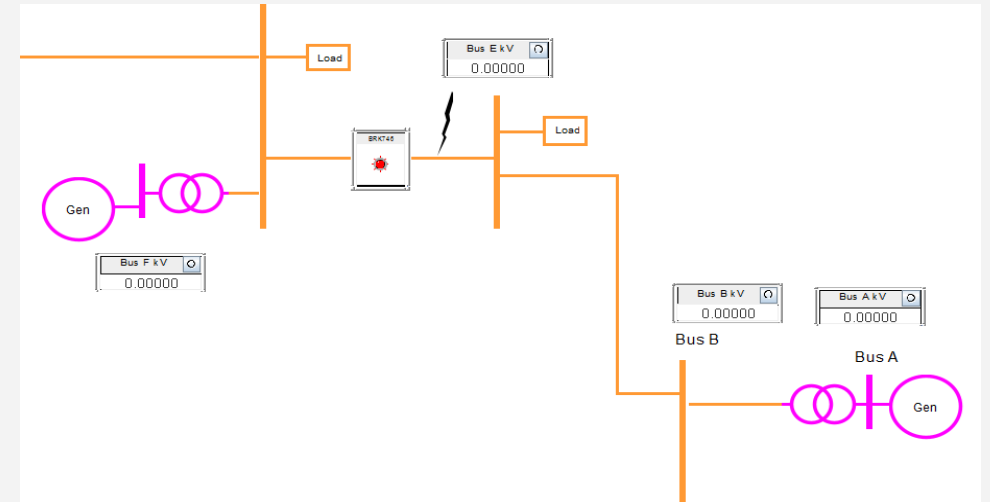 Bus E kV
0.00000
Load
Load
BRK746
Gen
Bus F kV
0.00000
Bus B kV
0.00000
Bus A kV
0.00000
Bus B
Bus A
Gen